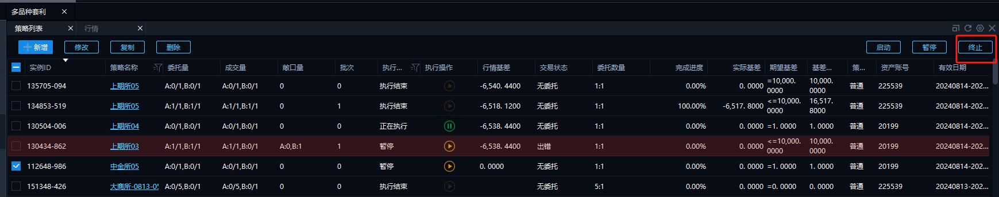 多品种套利
策略列表 行情
新增 修改 复制 删除 启动 暂停 终止
实例ID 策略名称 委托量 成交量 敞口量 批次 执行... 执行操作 行情基差 交易状态 委托数量 完成进度 实际基差 期望基差 基差... 策... 资产账号 有效日期
135705-094 上期所05 A:0/1,B:0/1 A:0/1,B:0/1 0 0 执行结束 -6,540.4400 无委托 1:1 0.00% 0.0000 =10,000.0000 10,000.0000 普通 225539 20240814-202...
134853-519 上期所05 A:1/1,B:1/1 A:1/1,B:1/1 0 1 执行结束 -6,518.1200 无委托 1:1 100.00% -6,517.8000 <=10,000.0000 16,517.8000 普通 225539 20240814-202...
130504-006 上期所04 A:0/1,B:0/1 A:0/1,B:0/1 0 0 正在执行 -6,538.4400 无委托 1:1 0.00% 0.0000 =1.0000 1.0000 普通 20199 20240814-202...
130434-862 上期所03 A:1/1,B:1/1 A:1/1,B:0/1 A:0,B:1 1 暂停 -6,538.4400 出错 1:1 0.00% 0.0000 <=10,000.0000 10,000.0000 普通 20199 20240814-202...
112648-986 中金所05 A:0/1,B:0/1 A:0/1,B:0/1 0 0 暂停 0.0000 无委托 1:1 0.00% 0.0000 =1.0000 1.0000 普通 20199 20240814-202...
151348-426 大商所-0813-05 A:0/5,B:0/1 A:0/5,B:0/1 0 0 执行结束 无委托 5:1 0.00% 0.0000 =0.0000 0.0000 普通 225539 20240813-202...